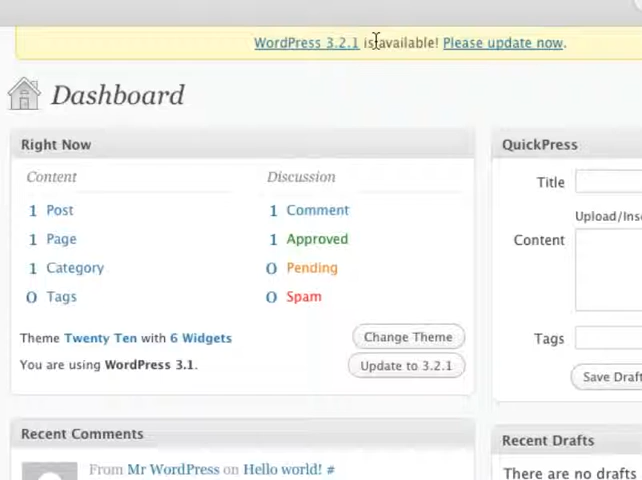 WordPress 3.2.1 is available! Please update now.
Dashboard
Right Now
Content
Discussion
1 Post
1 Comment
1 Page
1 Approved
1 Category
0 Pending
0 Tags
0 Spam
Theme Twenty Ten with 6 Widgets
Change Theme
You are using WordPress 3.1.
Update to 3.2.1
Recent Comments
From Mr WordPress on Hello world! #
QuickPress
Title
Upload/Ins
Content
Tags
Save Draf
Recent Drafts
There are no drafts